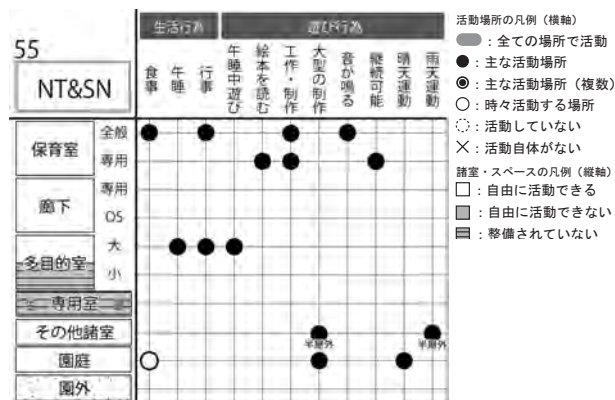 55
NT&SN
生活行為
遊び行為
食事
午睡
行事
午睡中遊び
絵本を読む
工作・制作
大型の制作
音が鳴る
継続可能
晴天運動
雨天運動
保育室
全般
専用
廊下
専用
OS
多目的室
大
小
専用室
その他諸室
半屋外
半屋外
園庭
園外
活動場所の凡例（横軸）
：全ての場所で活動
：主な活動場所
：主な活動場所（複数）
：時々活動する場所
：活動していない
：活動自体がない
諸室・スペースの凡例（縦軸）
：自由に活動できる
：自由に活動できない
：整備されていない